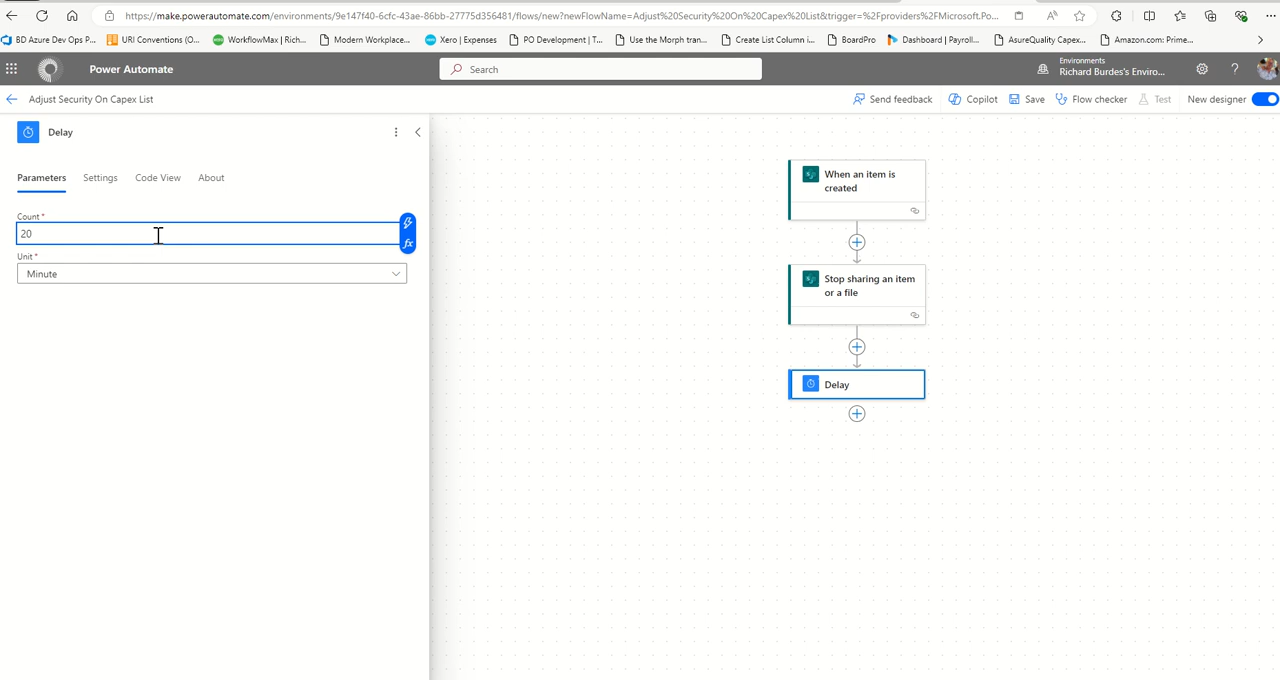 https://make.powerautomate.com/environments/9e147f40-6cfc-43ae-86bb-27775d356481/flows/new?newFlowName=Adjust%20Security%20On%20Capex%20List&trigger=%2Fproviders%2FMicrosoft.Po...
BD Azure Dev Ops P... URI Conventions (O... WorkflowMax | Rich... Modern Workplace... Xero | Expenses PO Development | T... Use the Morph tran... Create List Column i... BoardPro Dashboard | Payroll... AsureQuality Capex... Amazon.com: Prime...
Power Automate
Search
Environments
Richard Burdes's Enviro...
Adjust Security On Capex List
Send feedback Copilot Save Flow checker Test New designer
Delay
Parameters Settings Code View About
Count *
20
fx
Unit *
Minute
When an item is
created
Stop sharing an item
or a file
Delay